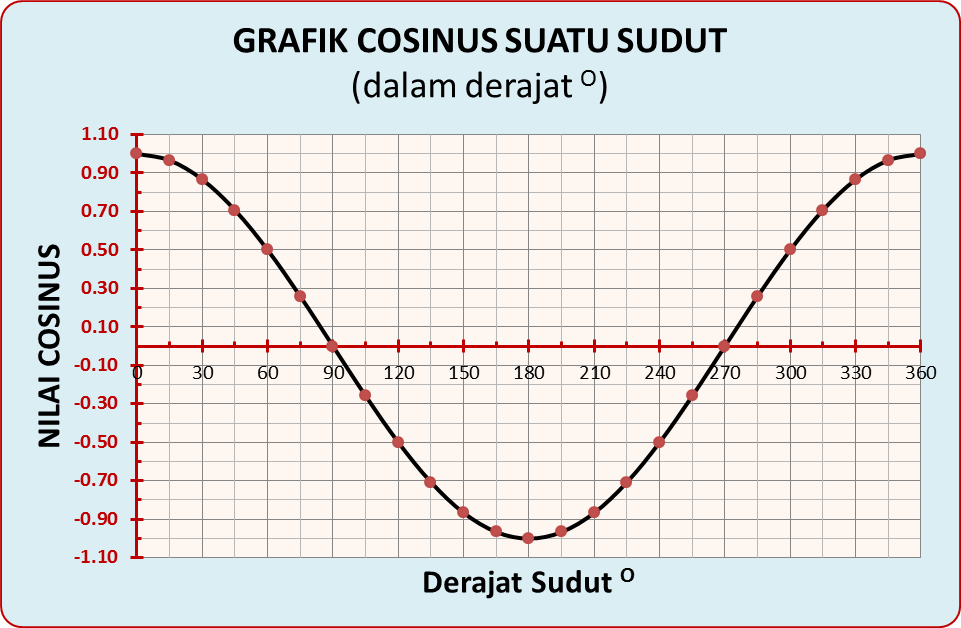 GRAFIK COSINUS SUATU SUDUT
(dalam derajat O)
1.10
0.90
0.70
0.50
0.30
0.10
-0.10
-0.30
-0.50
-0.70
-0.90
-1.10
NILAI COSINUS
0 30 60 90 120 150 180 210 240 270 300 330 360
Derajat Sudut O